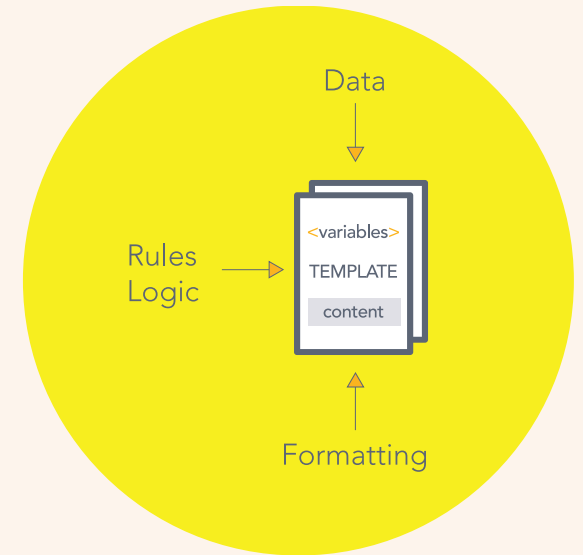 Data
<variables>
Rules
Logic
TEMPLATE
content
Formatting